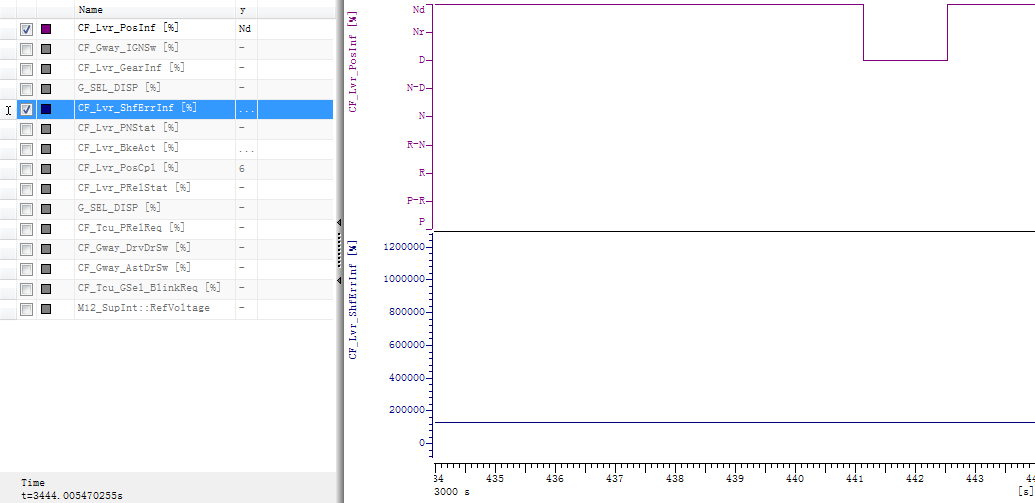 Name y
CF_Lvr_PosInf [%] Nd
CF_Gway_IGNSw [%] -
CF_Lvr_GearInf [%] -
G_SEL_DISP [%] -
CF_Lvr_ShfErrInf [%] ...
CF_Lvr_PNStat [%] -
CF_Lvr_BkeAct [%] ...
CF_Lvr_PosCpl [%] 6
CF_Lvr_PRelStat [%] -
G_SEL_DISP [%] -
CF_Tcu_PRelReq [%] -
CF_Gway_DrvDrSw [%] -
CF_Gway_AstDrSw [%] -
CF_Tcu_GSel_BlinkReq [%] -
M12_SupInt::RefVoltage -
Time
t=3444.005470255s
CF_Lvr_PosInf [%]
Nd
Nr
D
N-D
N
R-N
R
P-R
P
CF_Lvr_ShfErrInf [%]
1200000
1000000
800000
600000
400000
200000
0
34 435 436 437 438 439 440 441 442 443 44
3000 s [s]